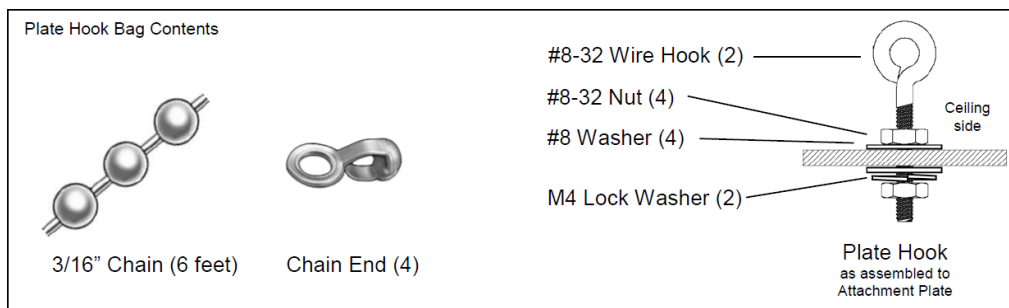 Plate Hook Bag Contents
3/16” Chain (6 feet)
Chain End (4)
#8-32 Wire Hook (2)
#8-32 Nut (4)
#8 Washer (4)
M4 Lock Washer (2)
Ceiling
side
Plate Hook
as assembled to
Attachment Plate